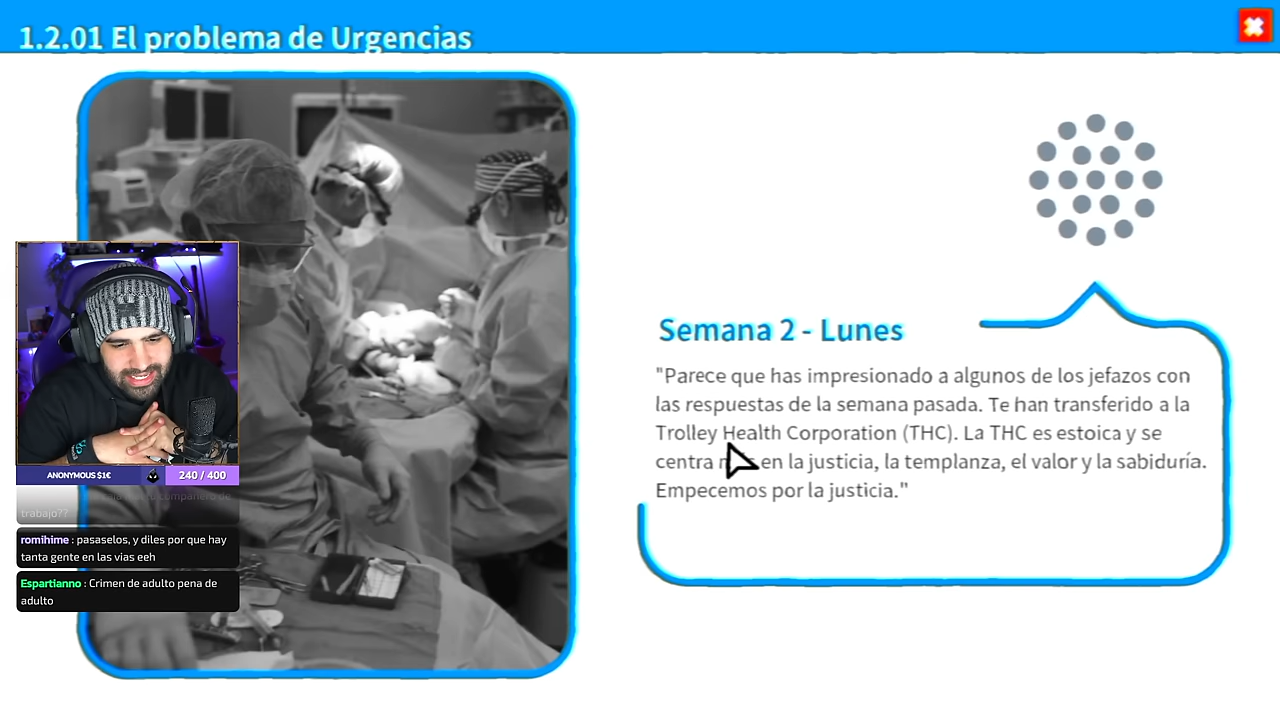 1.2.01 El problema de Urgencias
Semana 2 - Lunes
"Parece que has impresionado a algunos de los jefazos con
las respuestas de la semana pasada. Te han transferido a la
Trolley Health Corporation (THC). La THC es estoica y se
centra en la justicia, la templanza, el valor y la sabiduría.
Empecemos por la justicia."
ANONYMOUS $1€
240 / 400
compañero de
trabajo??
romihime : pasaselos, y diles por que hay
tanta gente en las vias eeh
Espartianno : Crimen de adulto pena de
adulto